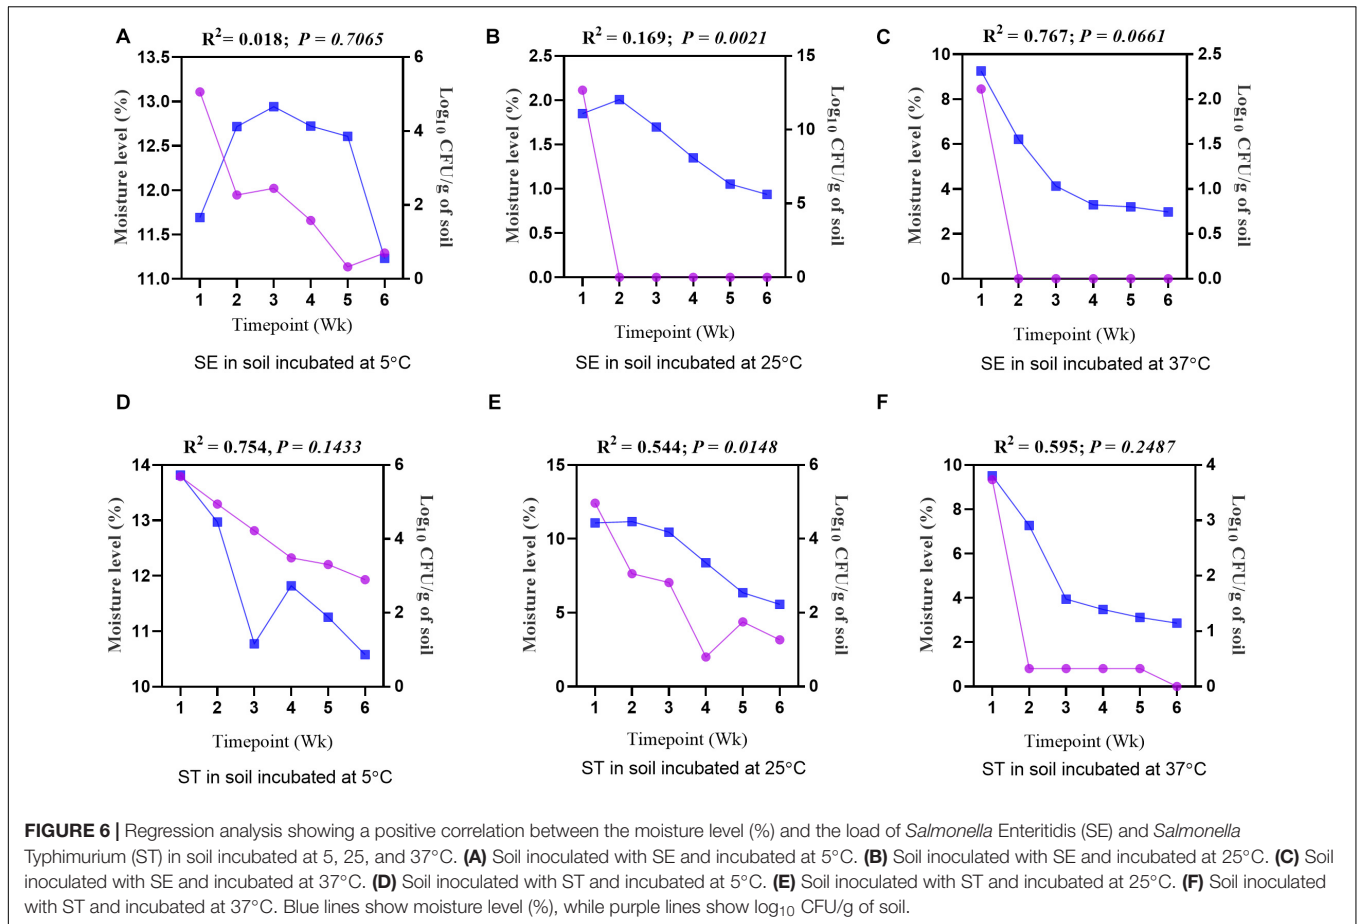 A
R² = 0.018; P = 0.7065
Moisture level (%)
13.5
13.0
12.5
12.0
11.5
11.0
6
4
2
0
Log₁₀ CFU/g of soil
1 2 3 4 5 6
Timepoint (Wk)
SE in soil incubated at 5°C
B
R² = 0.169; P = 0.0021
Moisture level (%)
2.5
2.0
1.5
1.0
0.5
0.0
15
10
5
0
Log₁₀ CFU/g of soil
1 2 3 4 5 6
Timepoint (Wk)
SE in soil incubated at 25°C
C
R² = 0.767; P = 0.0661
Moisture level (%)
10
8
6
4
2
0
2.5
2.0
1.5
1.0
0.5
0.0
Log₁₀ CFU/g of soil
1 2 3 4 5 6
Timepoint (Wk)
SE in soil incubated at 37°C
D
R² = 0.754, P = 0.1433
Moisture level (%)
14
13
12
11
10
6
4
2
0
Log₁₀ CFU/g of soil
1 2 3 4 5 6
Timepoint (Wk)
ST in soil incubated at 5°C
E
R² = 0.544; P = 0.0148
Moisture level (%)
15
10
5
0
6
4
2
0
Log₁₀ CFU/g of soil
1 2 3 4 5 6
Timepoint (Wk)
ST in soil incubated at 25°C
F
R² = 0.595; P = 0.2487
Moisture level (%)
10
8
6
4
2
0
4
3
2
1
0
Log₁₀ CFU/g of soil
1 2 3 4 5 6
Timepoint (Wk)
ST in soil incubated at 37°C
FIGURE 6 | Regression analysis showing a positive correlation between the moisture level (%) and the load of Salmonella Enteritidis (SE) and Salmonella
Typhimurium (ST) in soil incubated at 5, 25, and 37°C. (A) Soil inoculated with SE and incubated at 5°C. (B) Soil inoculated with SE and incubated at 25°C. (C) Soil
inoculated with SE and incubated at 37°C. (D) Soil inoculated with ST and incubated at 5°C. (E) Soil inoculated with ST and incubated at 25°C. (F) Soil inoculated
with ST and incubated at 37°C. Blue lines show moisture level (%), while purple lines show log₁₀ CFU/g of soil.